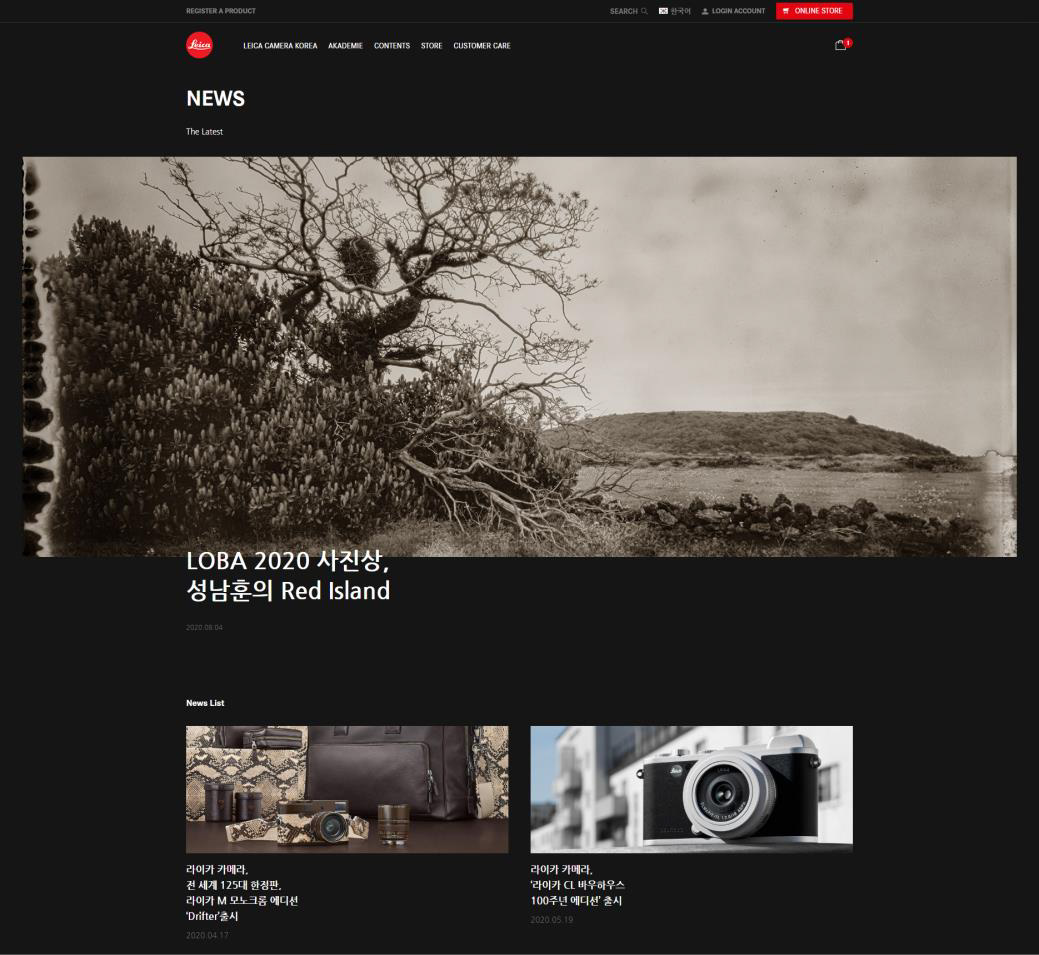 REGISTER A PRODUCT
SEARCH
한국어
LOGIN ACCOUNT
ONLINE STORE
Leica
LEICA CAMERA KOREA
AKADEMIE
CONTENTS
STORE
CUSTOMER CARE
1
NEWS
The Latest
LOBA 2020 사진상,
성남훈의 Red Island
2020.08.04
News List
라이카 카메라,
전 세계 125대 한정판,
라이카 M 모노크롬 에디션
'Drifter'출시
2020.04.17
라이카 카메라,
'라이카 CL 바우하우스
100주년 에디션' 출시
2020.05.19